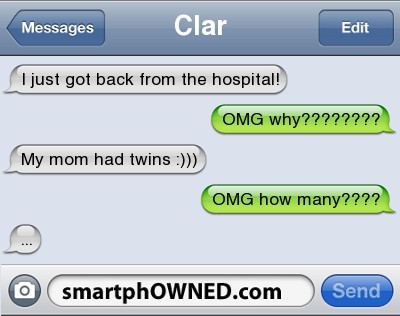 Messages
Clar
Edit
I just got back from the hospital!
OMG why????????
My mom had twins :)))
OMG how many????
...
smartphOWNED.com
Send